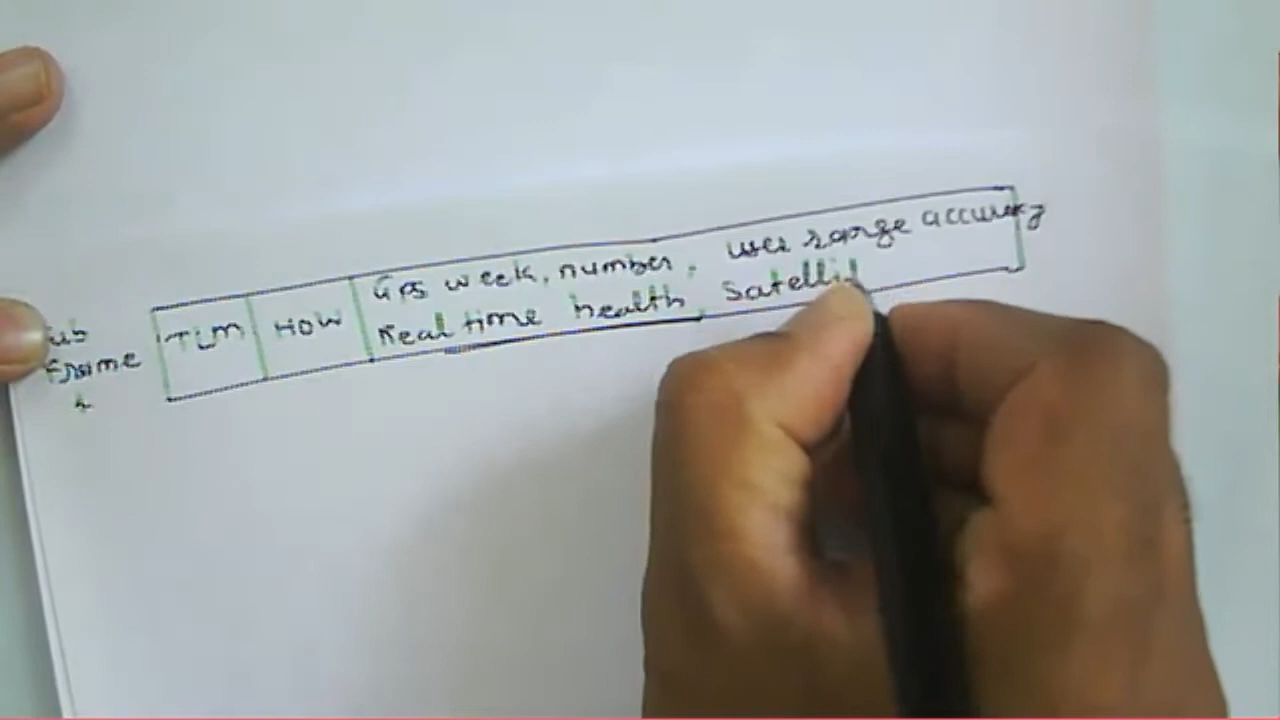 GPS week, number, user range accuracy
TLM HOW Real time health, satelli
Sub
Frame